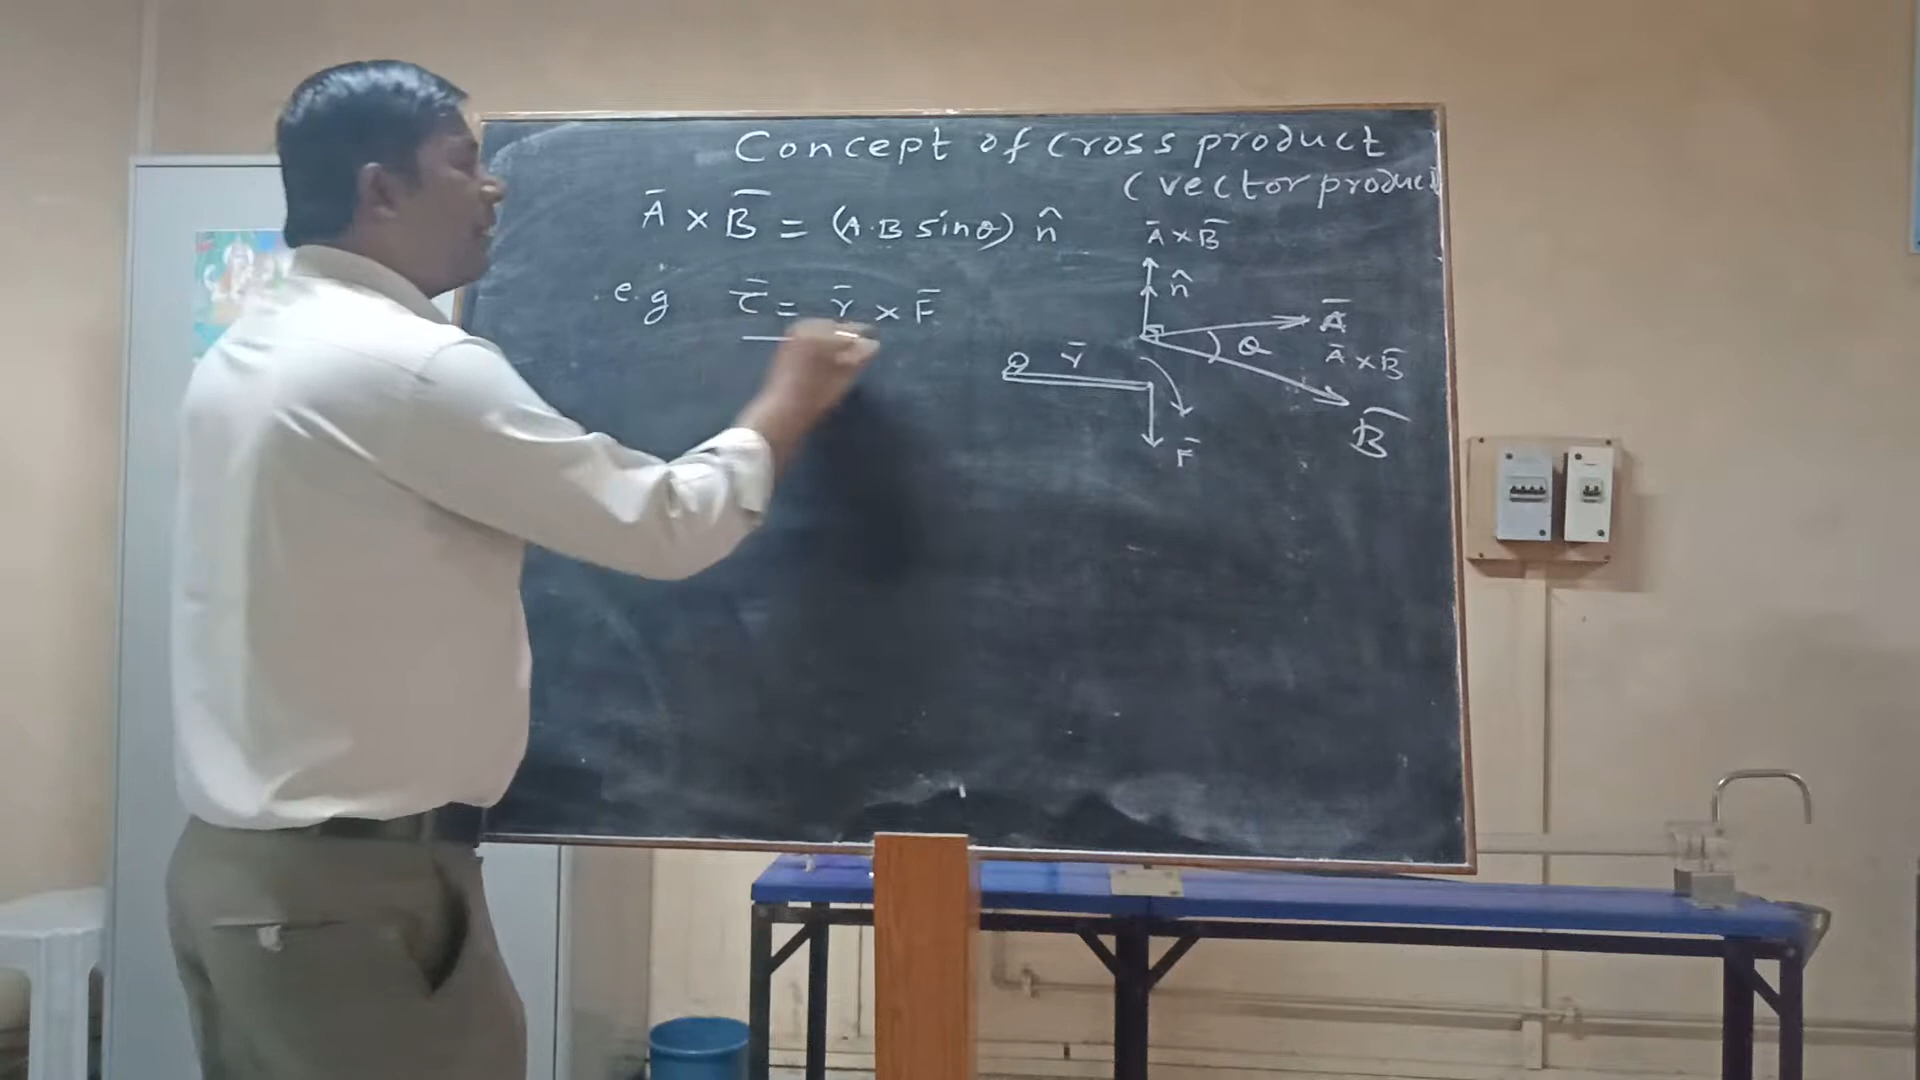 Concept of cross product
(vector product
A̅ × B̅ = (A·B sinθ) n̂
A̅ × B̅
n̂
e.g τ̅ = r̅ × F̅
A̅
θ
A̅ × B̅
r̅
B̅
F̅